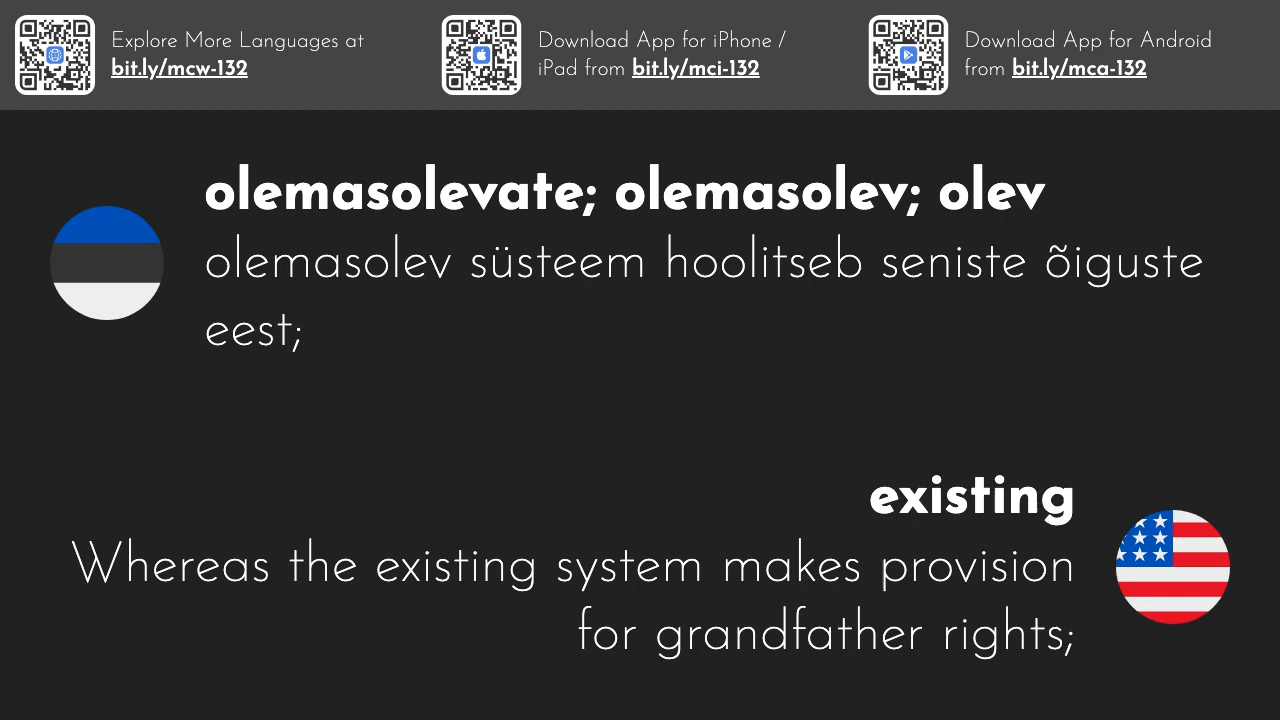 Explore More Languages at
bit.ly/mcw-132
Download App for iPhone /
iPad from bit.ly/mci-132
Download App for Android
from bit.ly/mca-132
olemasolevate; olemasolev; olev
olemasolev süsteem hoolitseb seniste õiguste
eest;
existing
Whereas the existing system makes provision
for grandfather rights;